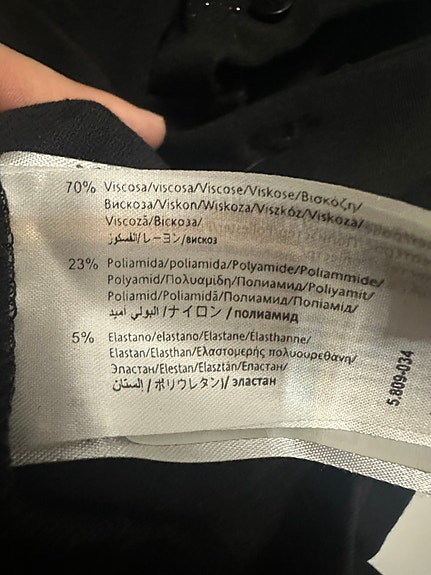 70% Viscosa/viscosa/Viscose/Viskose/Βισκόζη/
Вискоза/Viskon/Wiskoza/Viszkóz/Viskoza/
Viscoză/Віскоза/
الفسكوز/レーヨン/вискоз
23% Poliamida/poliamida/Polyamide/Poliammide/
Polyamid/Πολυαμίδη/Полиамид/Polyamit/
Poliamid/Poliamidă/Полиамид/Поліамід/
البولي أميد/ナイロン/полиамид
5% Elastano/elastano/Elastane/Élasthanne/
Elastan/Elasthan/Ελαστομερής πολυουρεθάνη/
Эластан/Elestan/Elasztán/Еластан/
إلستان/ポリウレタン/эластан
5.809-034